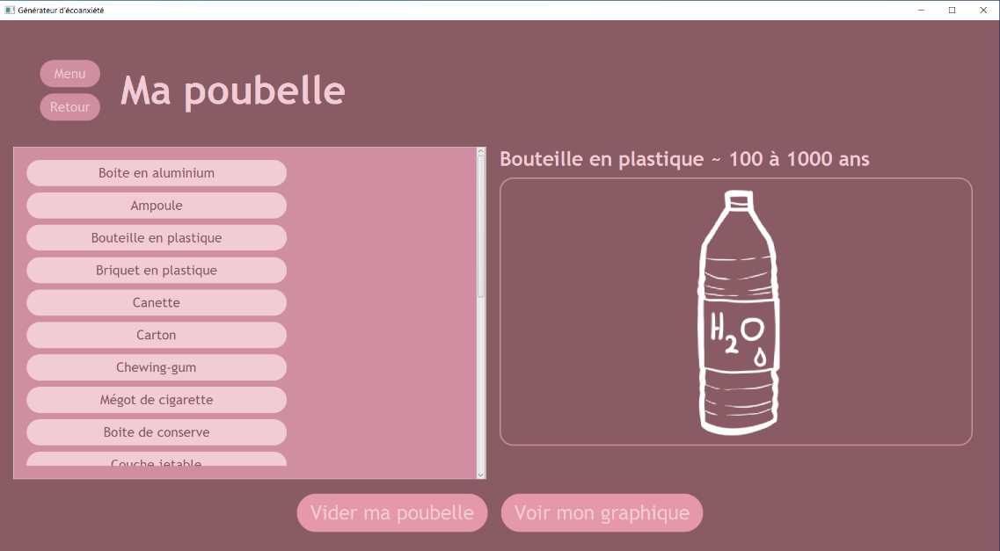 Générateur d'écoanxiété
Menu
Retour
Ma poubelle
Boite en aluminium
Ampoule
Bouteille en plastique
Briquet en plastique
Canette
Carton
Chewing-gum
Mégot de cigarette
Boite de conserve
Couche jetable
Bouteille en plastique ~ 100 à 1000 ans
H2O
Vider ma poubelle
Voir mon graphique